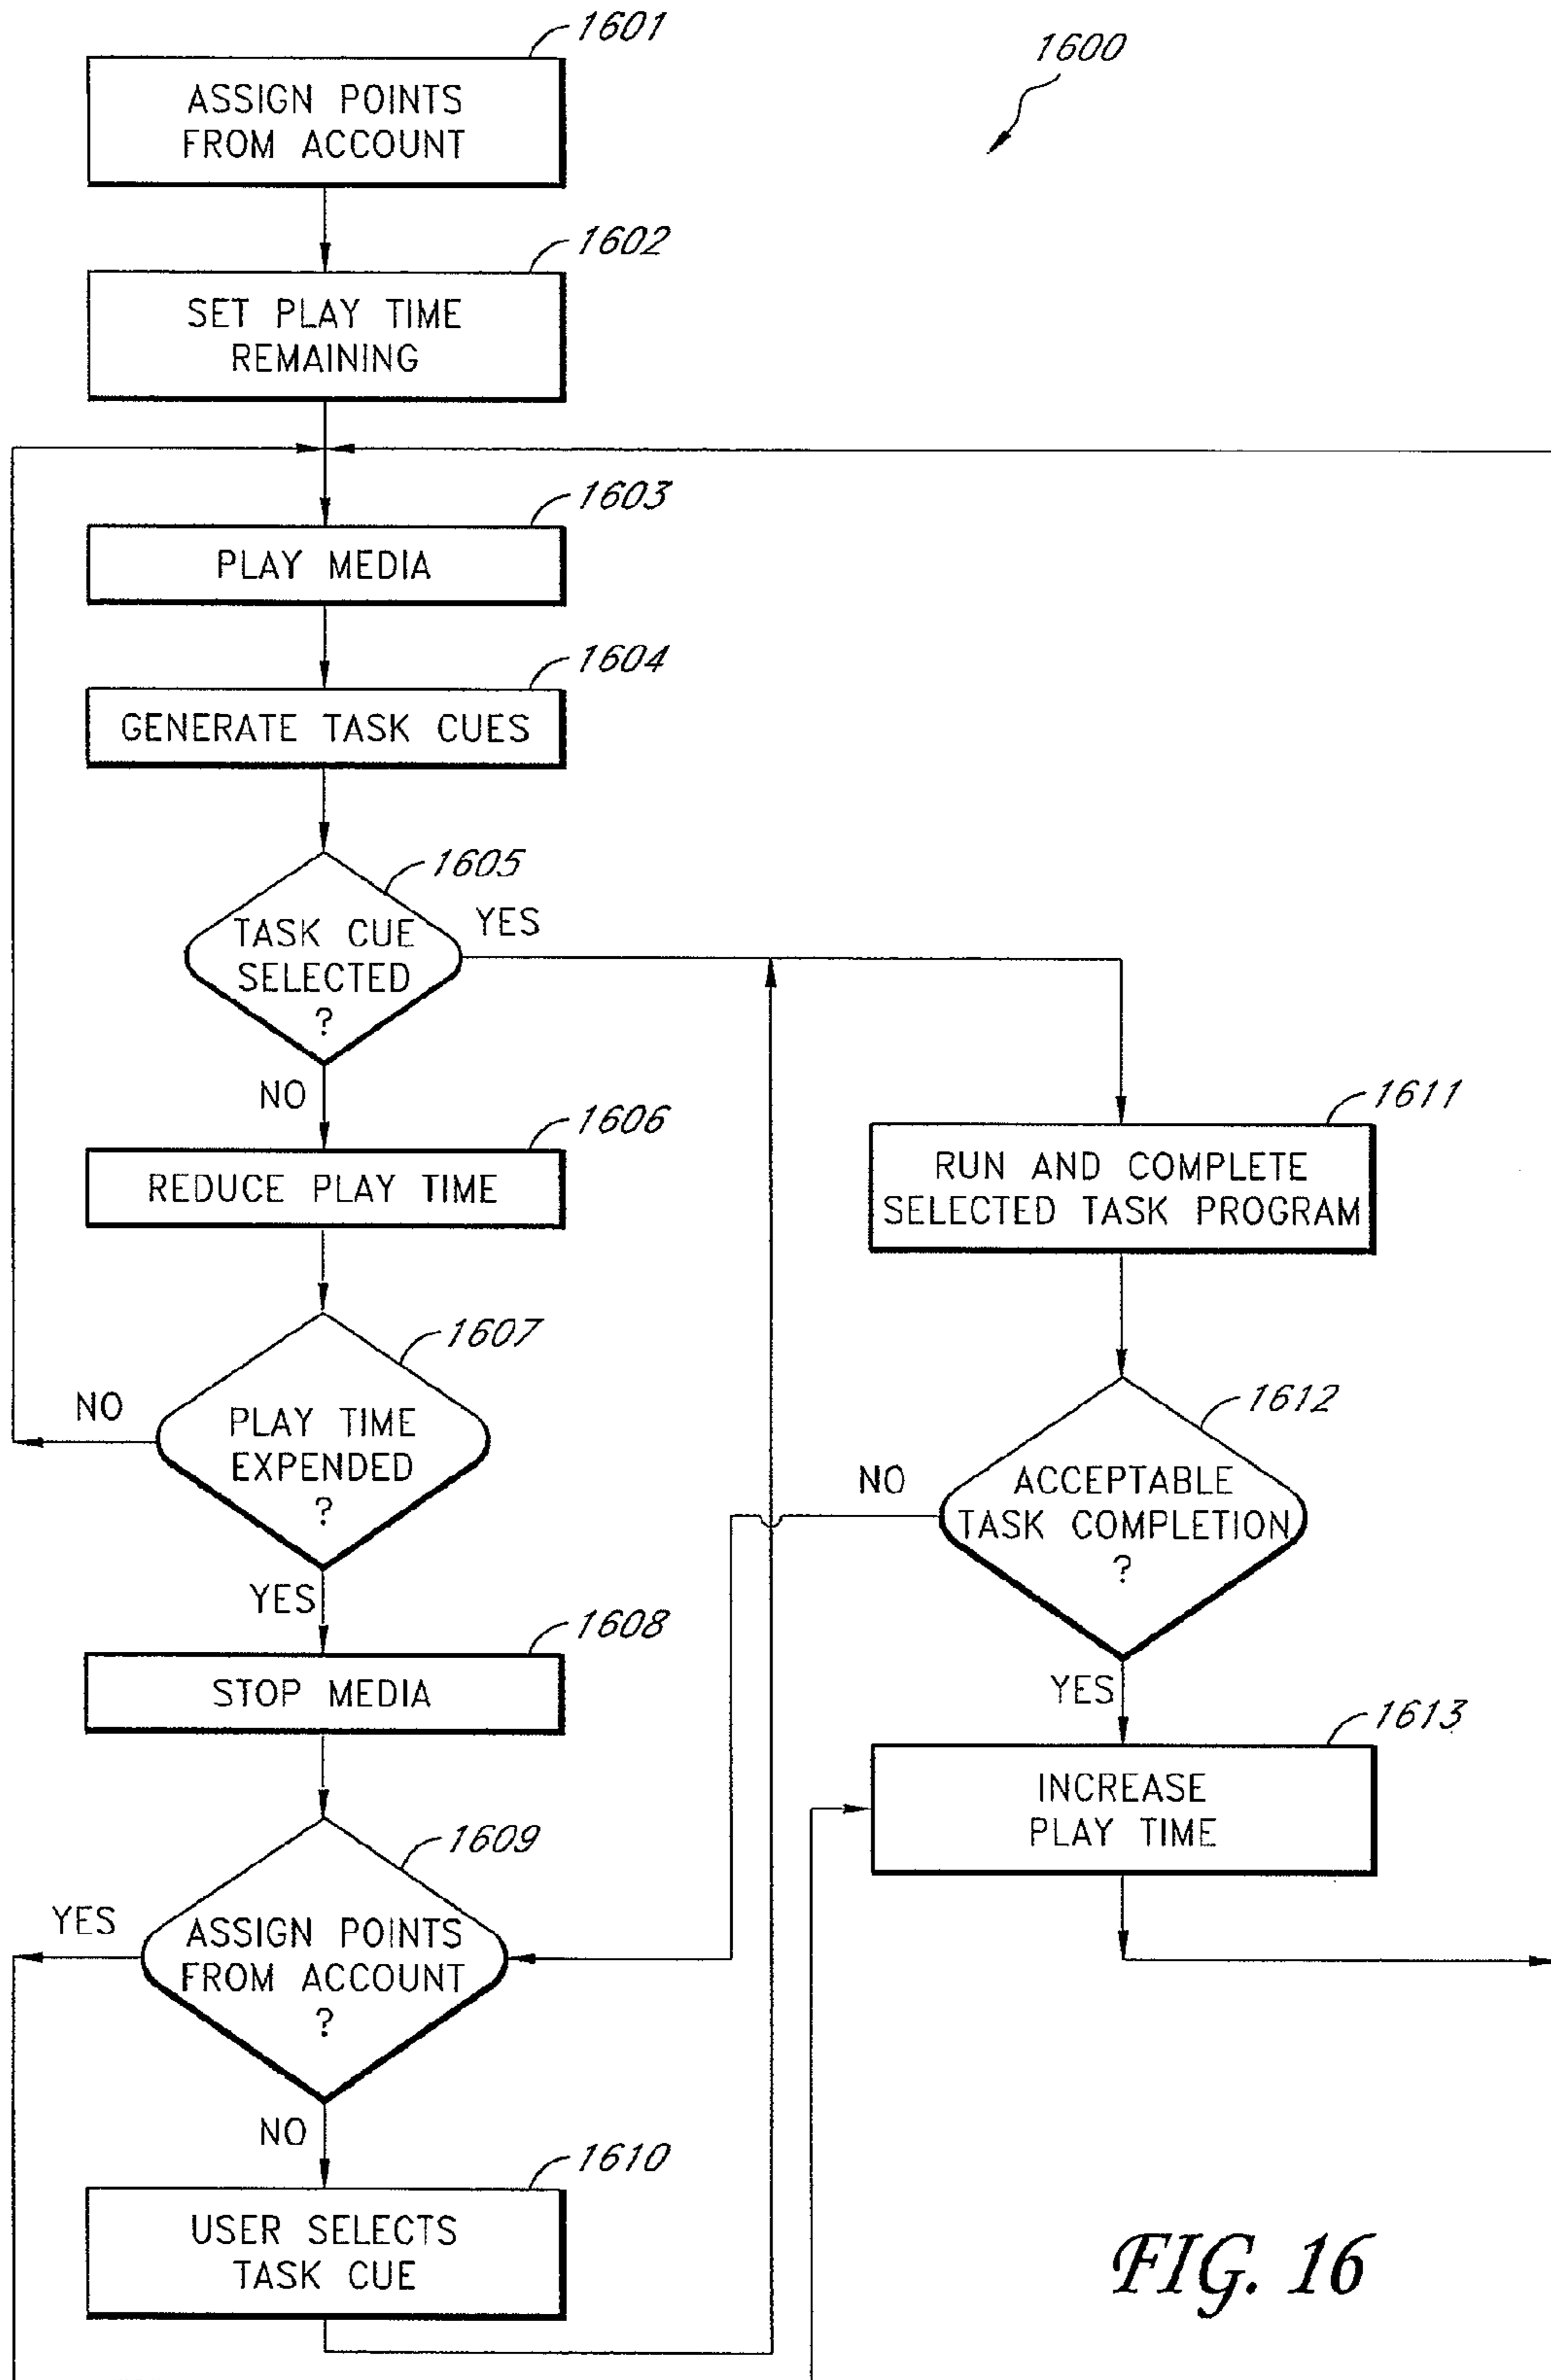 1601
1600
ASSIGN POINTS
FROM ACCOUNT
1602
SET PLAY TIME
REMAINING
1603
PLAY MEDIA
1604
GENERATE TASK CUES
1605
TASK CUE
SELECTED
?
YES
NO
1606
REDUCE PLAY TIME
1611
RUN AND COMPLETE
SELECTED TASK PROGRAM
1607
PLAY TIME
EXPENDED
?
NO
YES
1612
ACCEPTABLE
TASK COMPLETION
?
NO
YES
1608
STOP MEDIA
1613
INCREASE
PLAY TIME
1609
ASSIGN POINTS
FROM ACCOUNT
?
YES
NO
1610
USER SELECTS
TASK CUE
FIG. 16